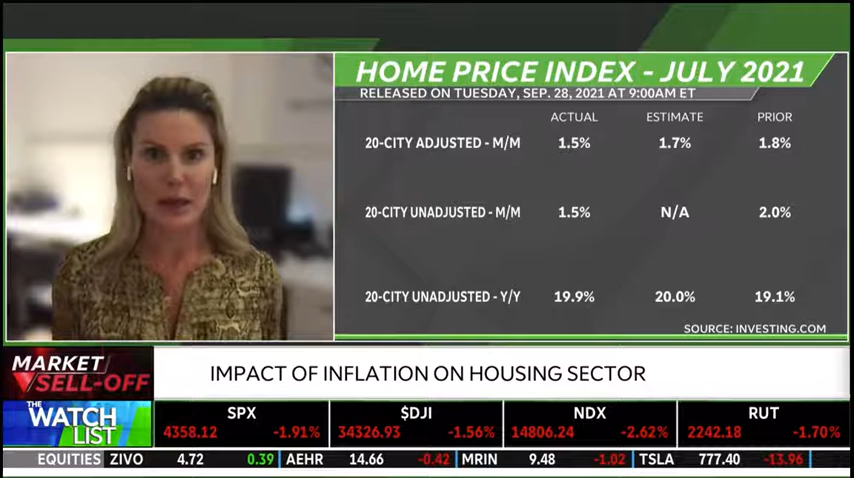 HOME PRICE INDEX - JULY 2021
RELEASED ON TUESDAY, SEP. 28, 2021 AT 9:00AM ET
ACTUAL ESTIMATE PRIOR
20-CITY ADJUSTED - M/M 1.5% 1.7% 1.8%
20-CITY UNADJUSTED - M/M 1.5% N/A 2.0%
20-CITY UNADJUSTED - Y/Y 19.9% 20.0% 19.1%
SOURCE: INVESTING.COM
MARKET
SELL-OFF
IMPACT OF INFLATION ON HOUSING SECTOR
THE
WATCH
LIST
SPX $DJI NDX RUT
4358.12 -1.91% 34326.93 -1.56% 14806.24 -2.62% 2242.18 -1.70%
EQUITIES ZIVO 4.72 0.39 AEHR 14.66 -0.42 MRIN 9.48 -1.02 TSLA 777.40 -13.96